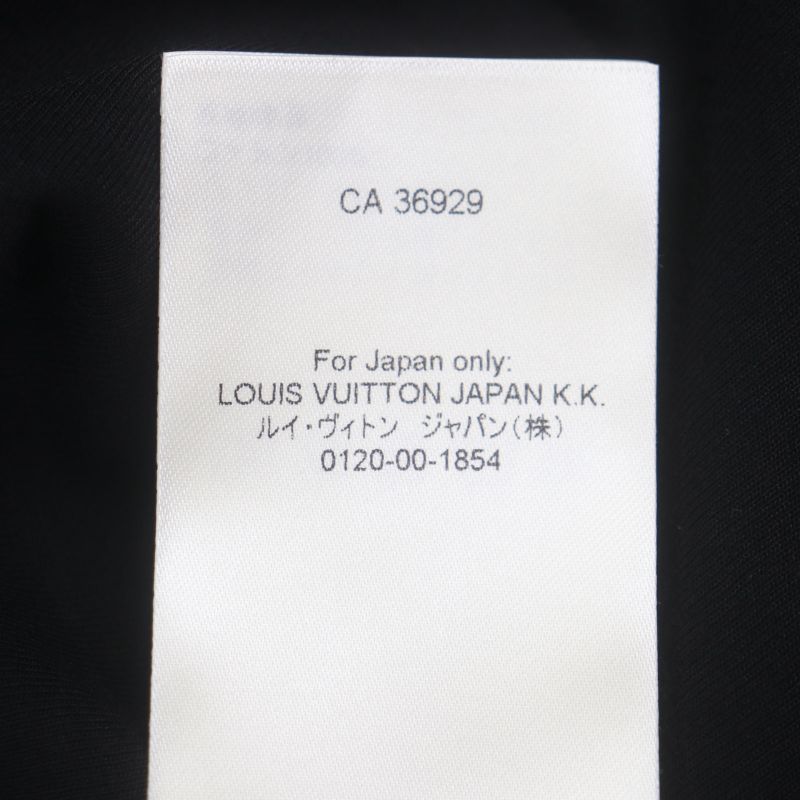 CA 36929
For Japan only:
LOUIS VUITTON JAPAN K.K.
ルイ・ヴィトン　ジャパン(株)
0120-00-1854